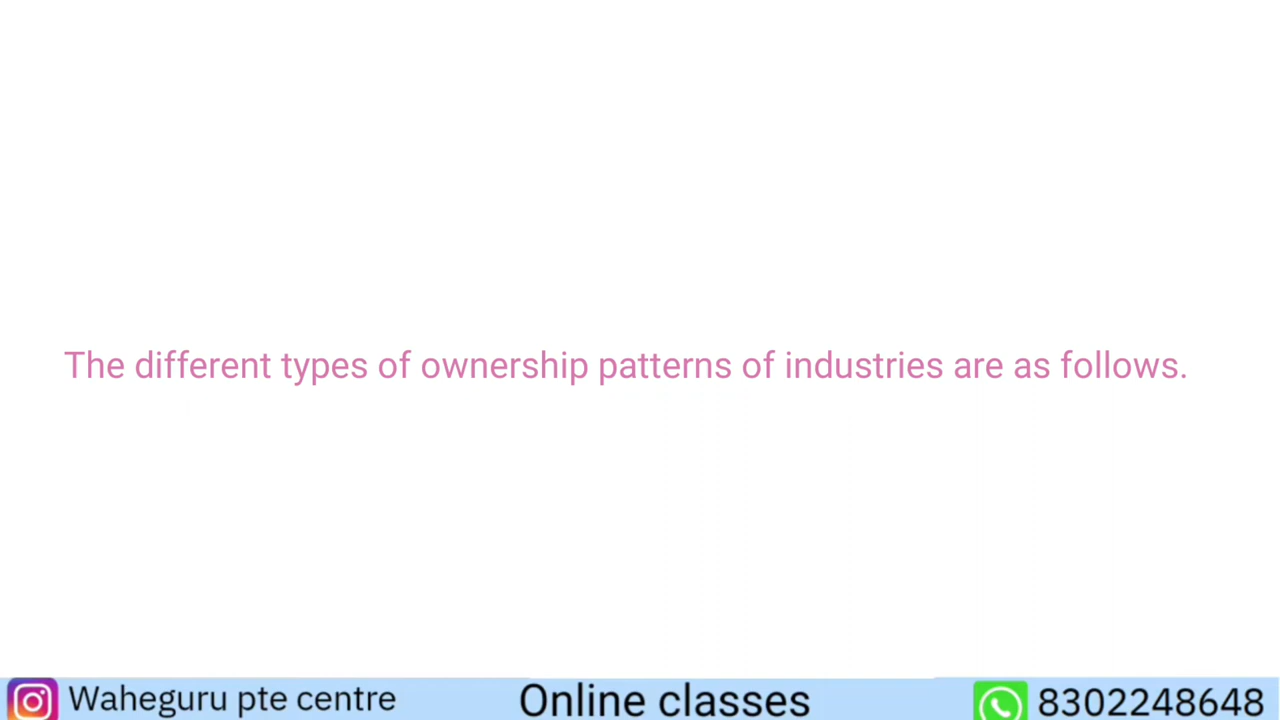 The different types of ownership patterns of industries are as follows.
Waheguru pte centre Online classes 8302248648